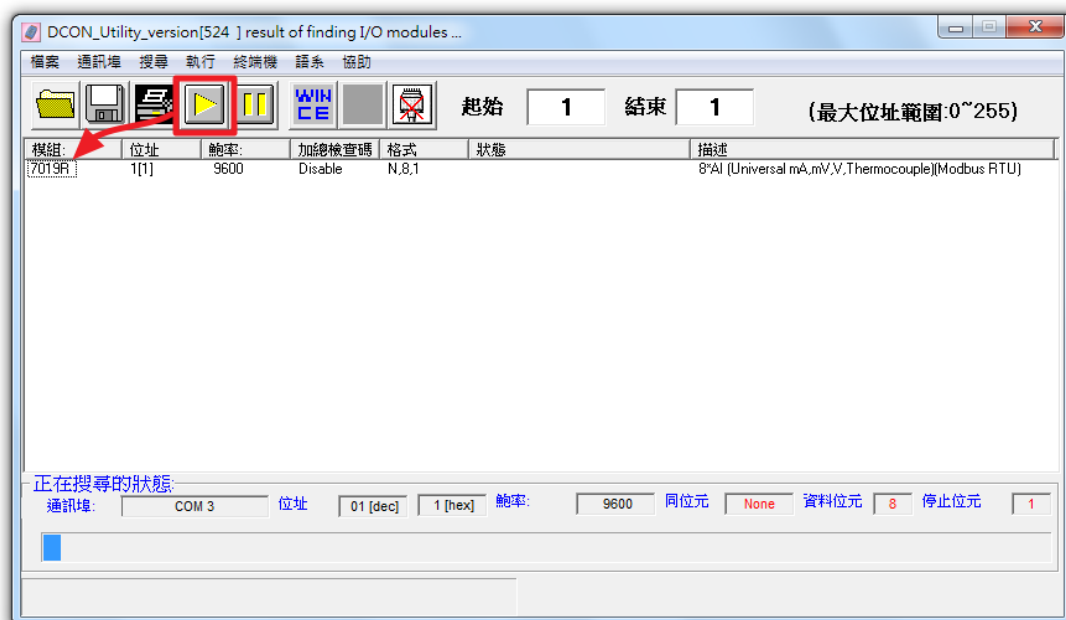 DCON_Utility_version[524 ] result of finding I/O modules ...
檔案 通訊埠 搜尋 執行 終端機 語系 協助
WIN CE 起始 1 結束 1 (最大位址範圍:0~255)
模組: 位址 鮑率: 加總檢查碼 格式 狀態 描述
7019R 1[1] 9600 Disable N,8,1 8*AI (Universal mA,mV,V,Thermocouple)(Modbus RTU)
正在搜尋的狀態:
通訊埠: COM 3 位址 01 [dec] 1 [hex] 鮑率: 9600 同位元 None 資料位元 8 停止位元 1